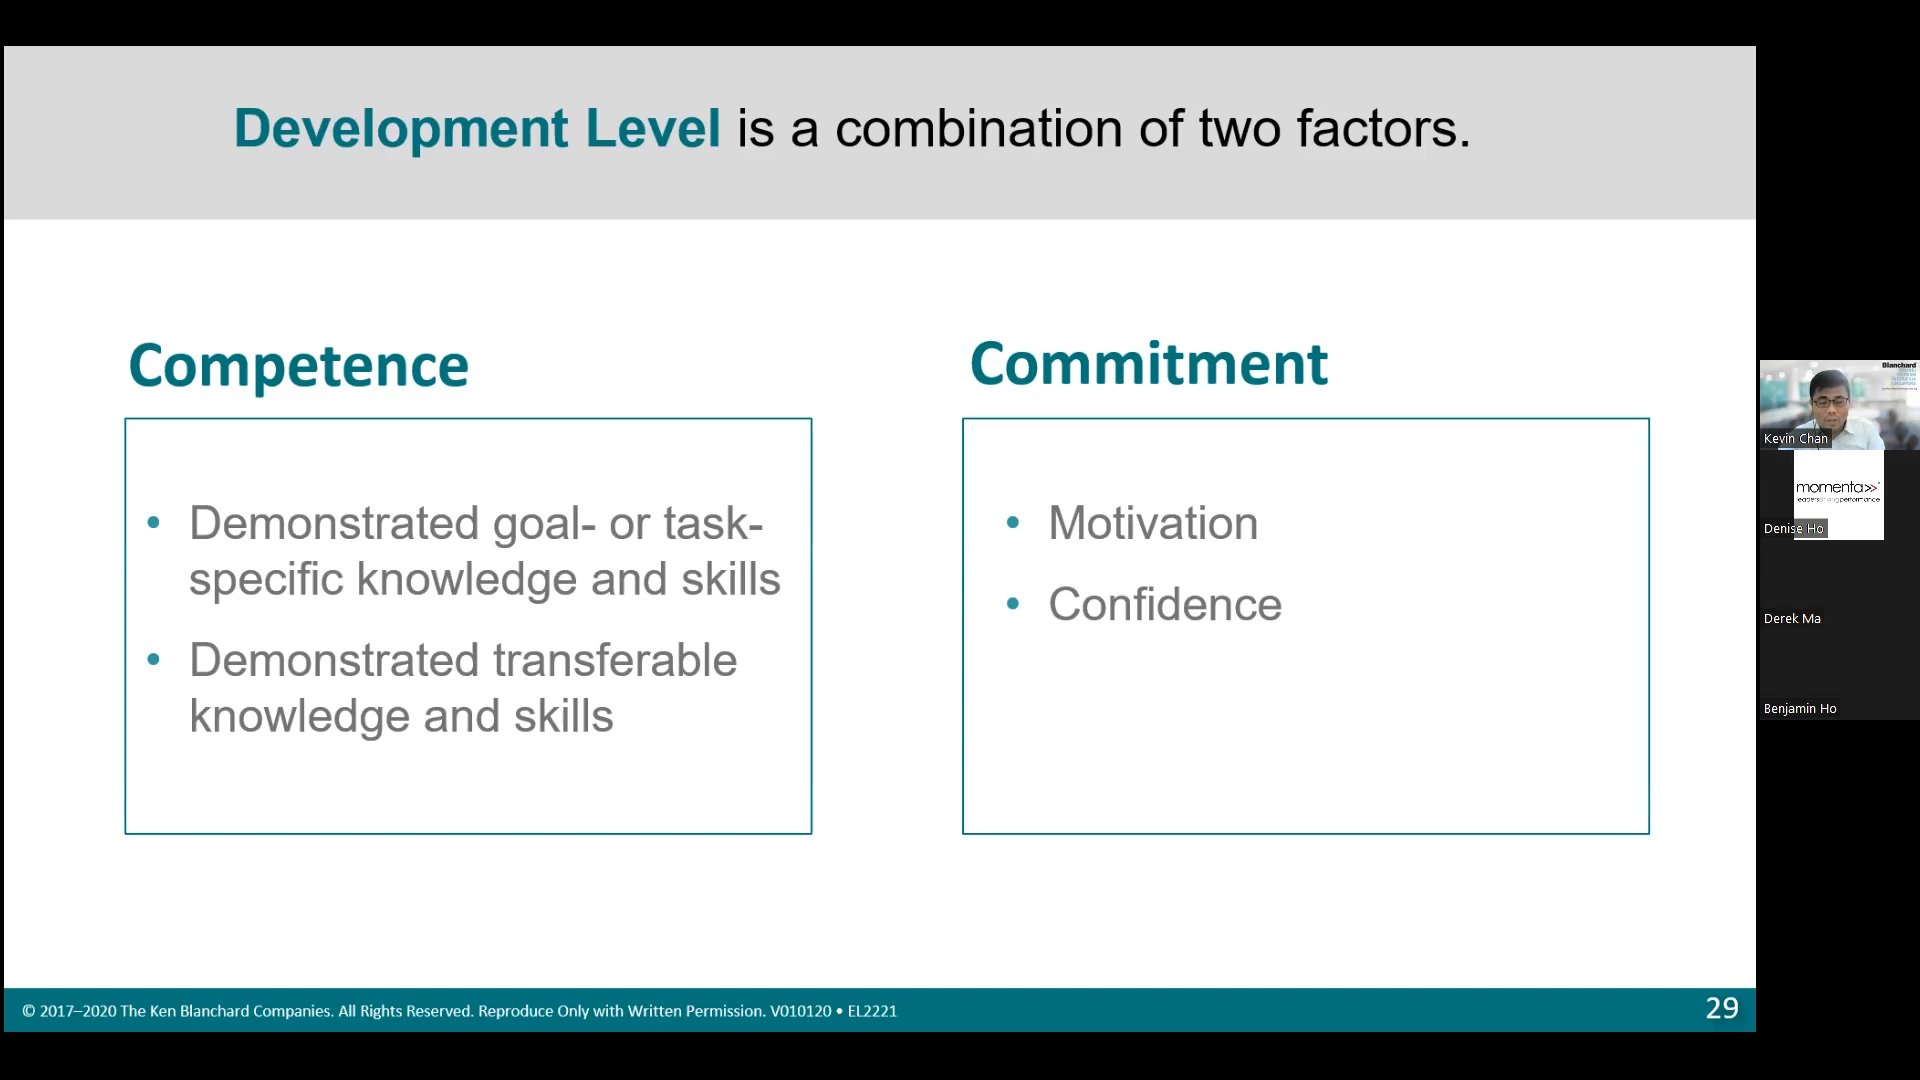 Development Level is a combination of two factors.
Competence
Commitment
• Demonstrated goal- or task-
specific knowledge and skills
• Demonstrated transferable
knowledge and skills
• Motivation
• Confidence
© 2017–2020 The Ken Blanchard Companies. All Rights Reserved. Reproduce Only with Written Permission. V010120 • EL2221
29
Blanchard
Kevin Chan
momenta>>
Denise Ho
Derek Ma
Benjamin Ho